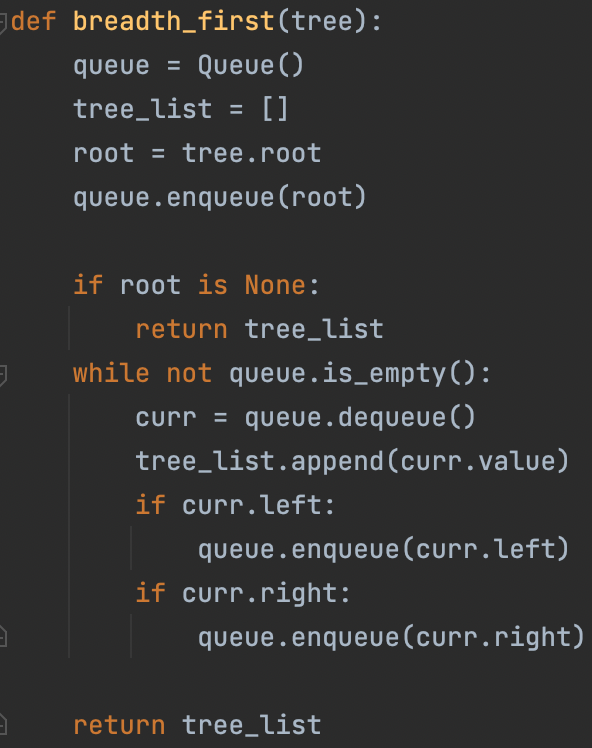 def breadth_first(tree):
    queue = Queue()
    tree_list = []
    root = tree.root
    queue.enqueue(root)

    if root is None:
        return tree_list
    while not queue.is_empty():
        curr = queue.dequeue()
        tree_list.append(curr.value)
        if curr.left:
            queue.enqueue(curr.left)
        if curr.right:
            queue.enqueue(curr.right)

    return tree_list